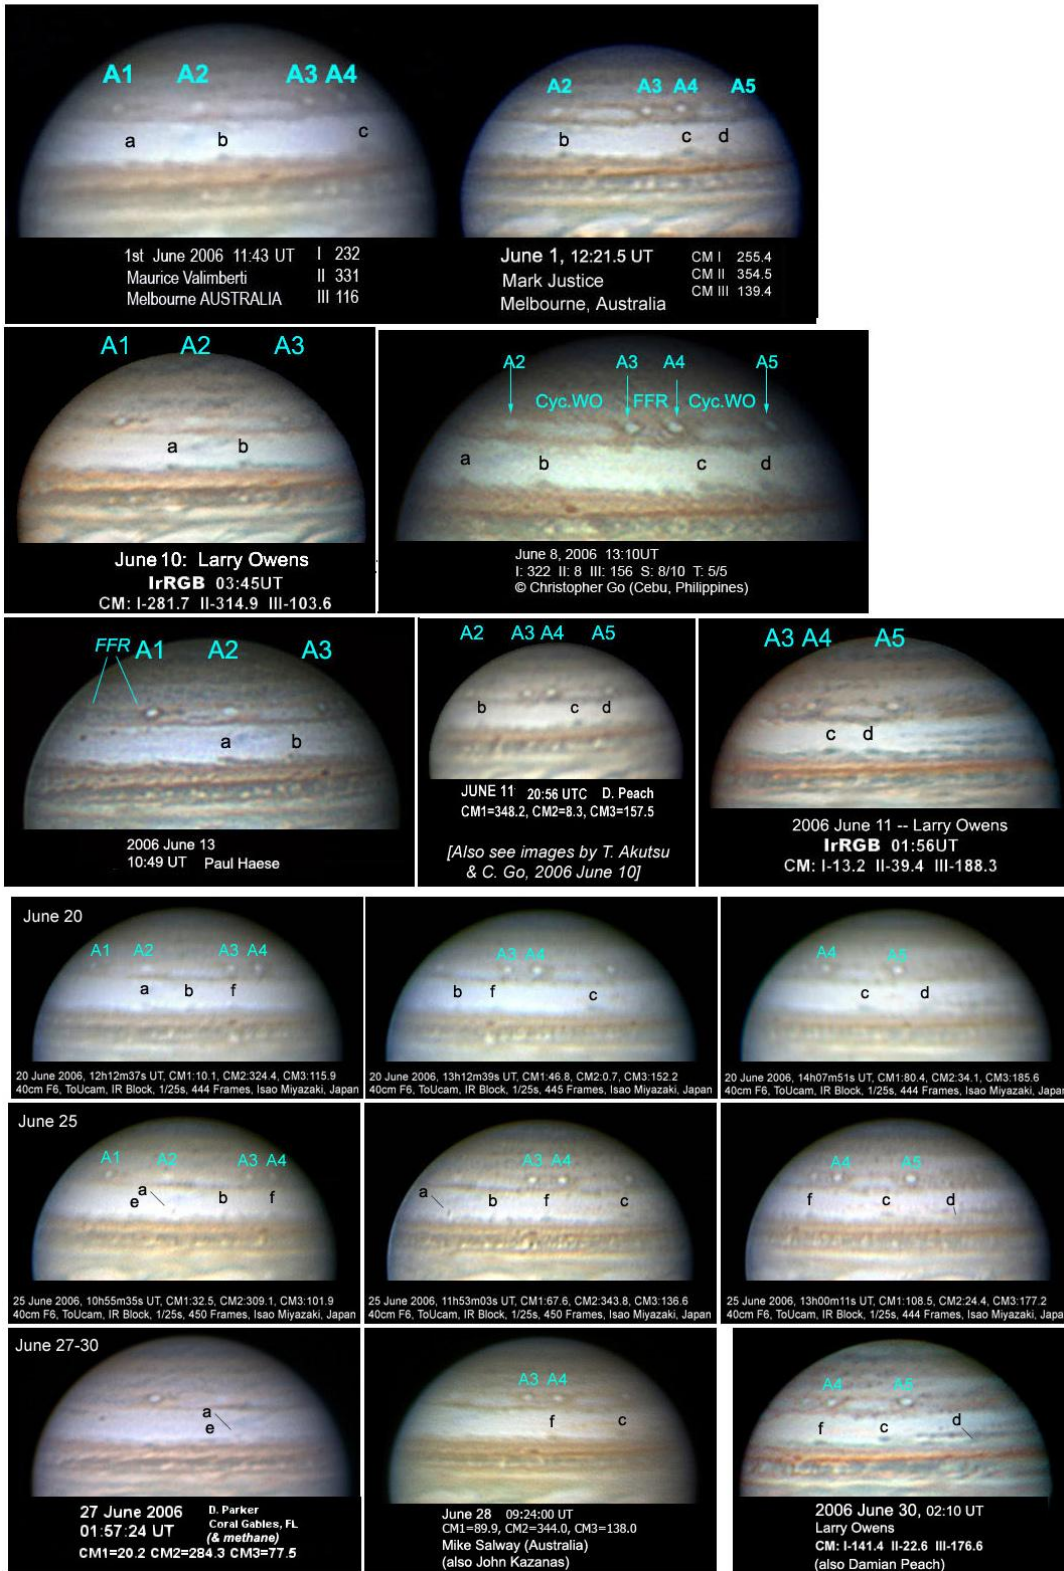 A1 A2 A3 A4
a b c
1st June 2006 11:43 UT I 232
Maurice Valimberti II 331
Melbourne AUSTRALIA III 116
A2 A3 A4 A5
b c d
June 1, 12:21.5 UT
Mark Justice
Melbourne, Australia
CM I 255.4
CM II 354.5
CM III 139.4
A1 A2 A3
a b
June 10: Larry Owens
IrRGB 03:45UT
CM: I-281.7 II-314.9 III-103.6
A2 A3 A4 A5
Cyc.WO FFR Cyc.WO
a b c d
June 8, 2006 13:10UT
I: 322 II: 8 III: 156 S: 8/10 T: 5/5
© Christopher Go (Cebu, Philippines)
FFR A1 A2 A3
a b
2006 June 13
10:49 UT Paul Haese
A2 A3 A4 A5
b c d
JUNE 11 20:56 UTC D. Peach
CM1=348.2, CM2=8.3, CM3=157.5
[Also see images by T. Akutsu
& C. Go, 2006 June 10]
A3 A4 A5
c d
2006 June 11 -- Larry Owens
IrRGB 01:56UT
CM: I-13.2 II-39.4 III-188.3
June 20
A1 A2 A3 A4
a b f
20 June 2006, 12h12m37s UT, CM1:10.1, CM2:324.4, CM3:115.9
40cm F6, ToUcam, IR Block, 1/25s, 444 Frames, Isao Miyazaki, Japan
A3 A4
b f c
20 June 2006, 13h12m39s UT, CM1:46.8, CM2:0.7, CM3:152.2
40cm F6, ToUcam, IR Block, 1/25s, 445 Frames, Isao Miyazaki, Japan
A4 A5
c d
20 June 2006, 14h07m51s UT, CM1:80.4, CM2:34.1, CM3:185.6
40cm F6, ToUcam, IR Block, 1/25s, 444 Frames, Isao Miyazaki, Japan
June 25
A1 A2 A3 A4
a b f
e
25 June 2006, 10h55m35s UT, CM1:32.5, CM2:309.1, CM3:101.9
40cm F6, ToUcam, IR Block, 1/25s, 450 Frames, Isao Miyazaki, Japan
A3 A4
a b f c
25 June 2006, 11h53m03s UT, CM1:67.6, CM2:343.8, CM3:136.6
40cm F6, ToUcam, IR Block, 1/25s, 450 Frames, Isao Miyazaki, Japan
A4 A5
f c d
25 June 2006, 13h00m11s UT, CM1:108.5, CM2:24.4, CM3:177.2
40cm F6, ToUcam, IR Block, 1/25s, 444 Frames, Isao Miyazaki, Japan
June 27-30
a
e
27 June 2006
01:57:24 UT
D. Parker
Coral Gables, FL
(& methane)
CM1=20.2 CM2=284.3 CM3=77.5
A3 A4
f c
June 28 09:24:00 UT
CM1=89.9, CM2=344.0, CM3=138.0
Mike Salway (Australia)
(also John Kazanas)
A4 A5
f c d
2006 June 30, 02:10 UT
Larry Owens
CM: I-141.4 II-22.6 III-176.6
(also Damian Peach)